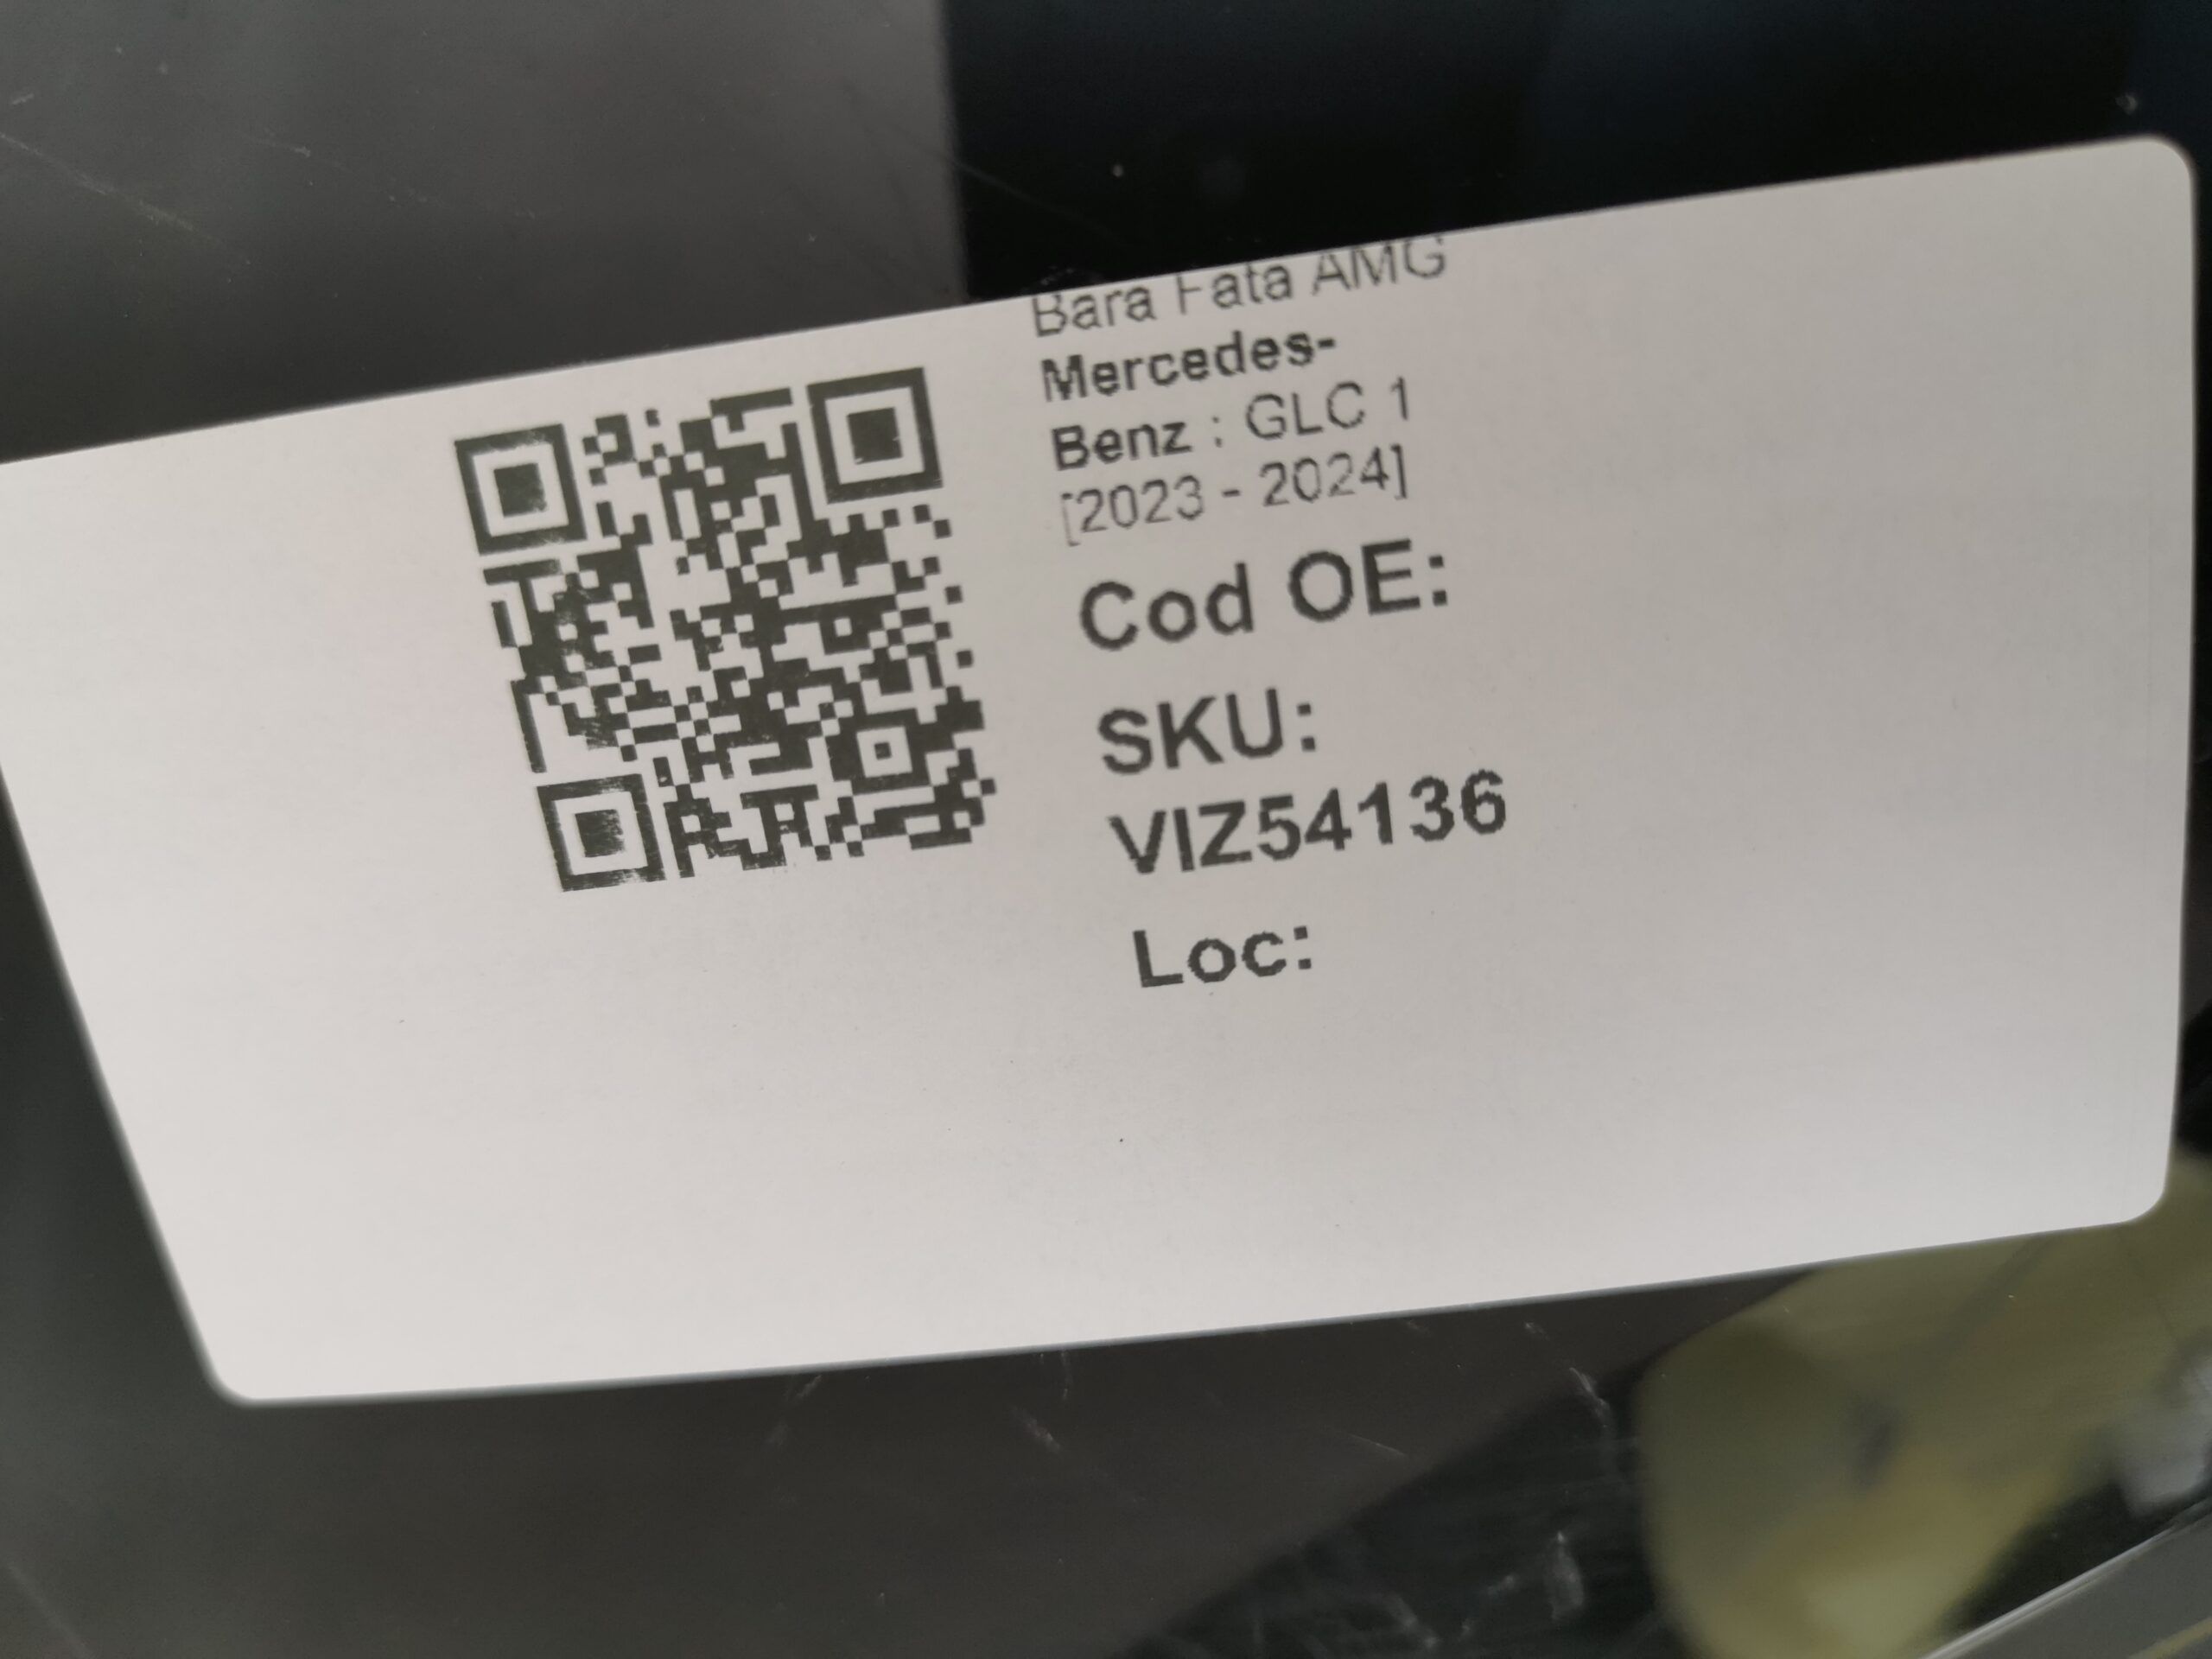 Bara Fata AMG
Mercedes-
Benz : GLC 1
[2023 - 2024]
Cod OE:
SKU:
VIZ54136
Loc: